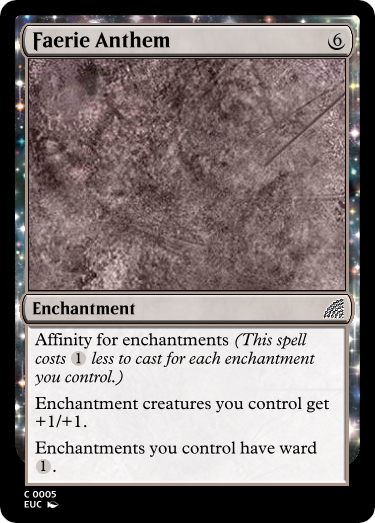 Faerie Anthem 6
Enchantment
Affinity for enchantments (This spell
costs 1 less to cast for each enchantment
you control.)
Enchantment creatures you control get
+1/+1.
Enchantments you control have ward
1.
C 0005
EUC